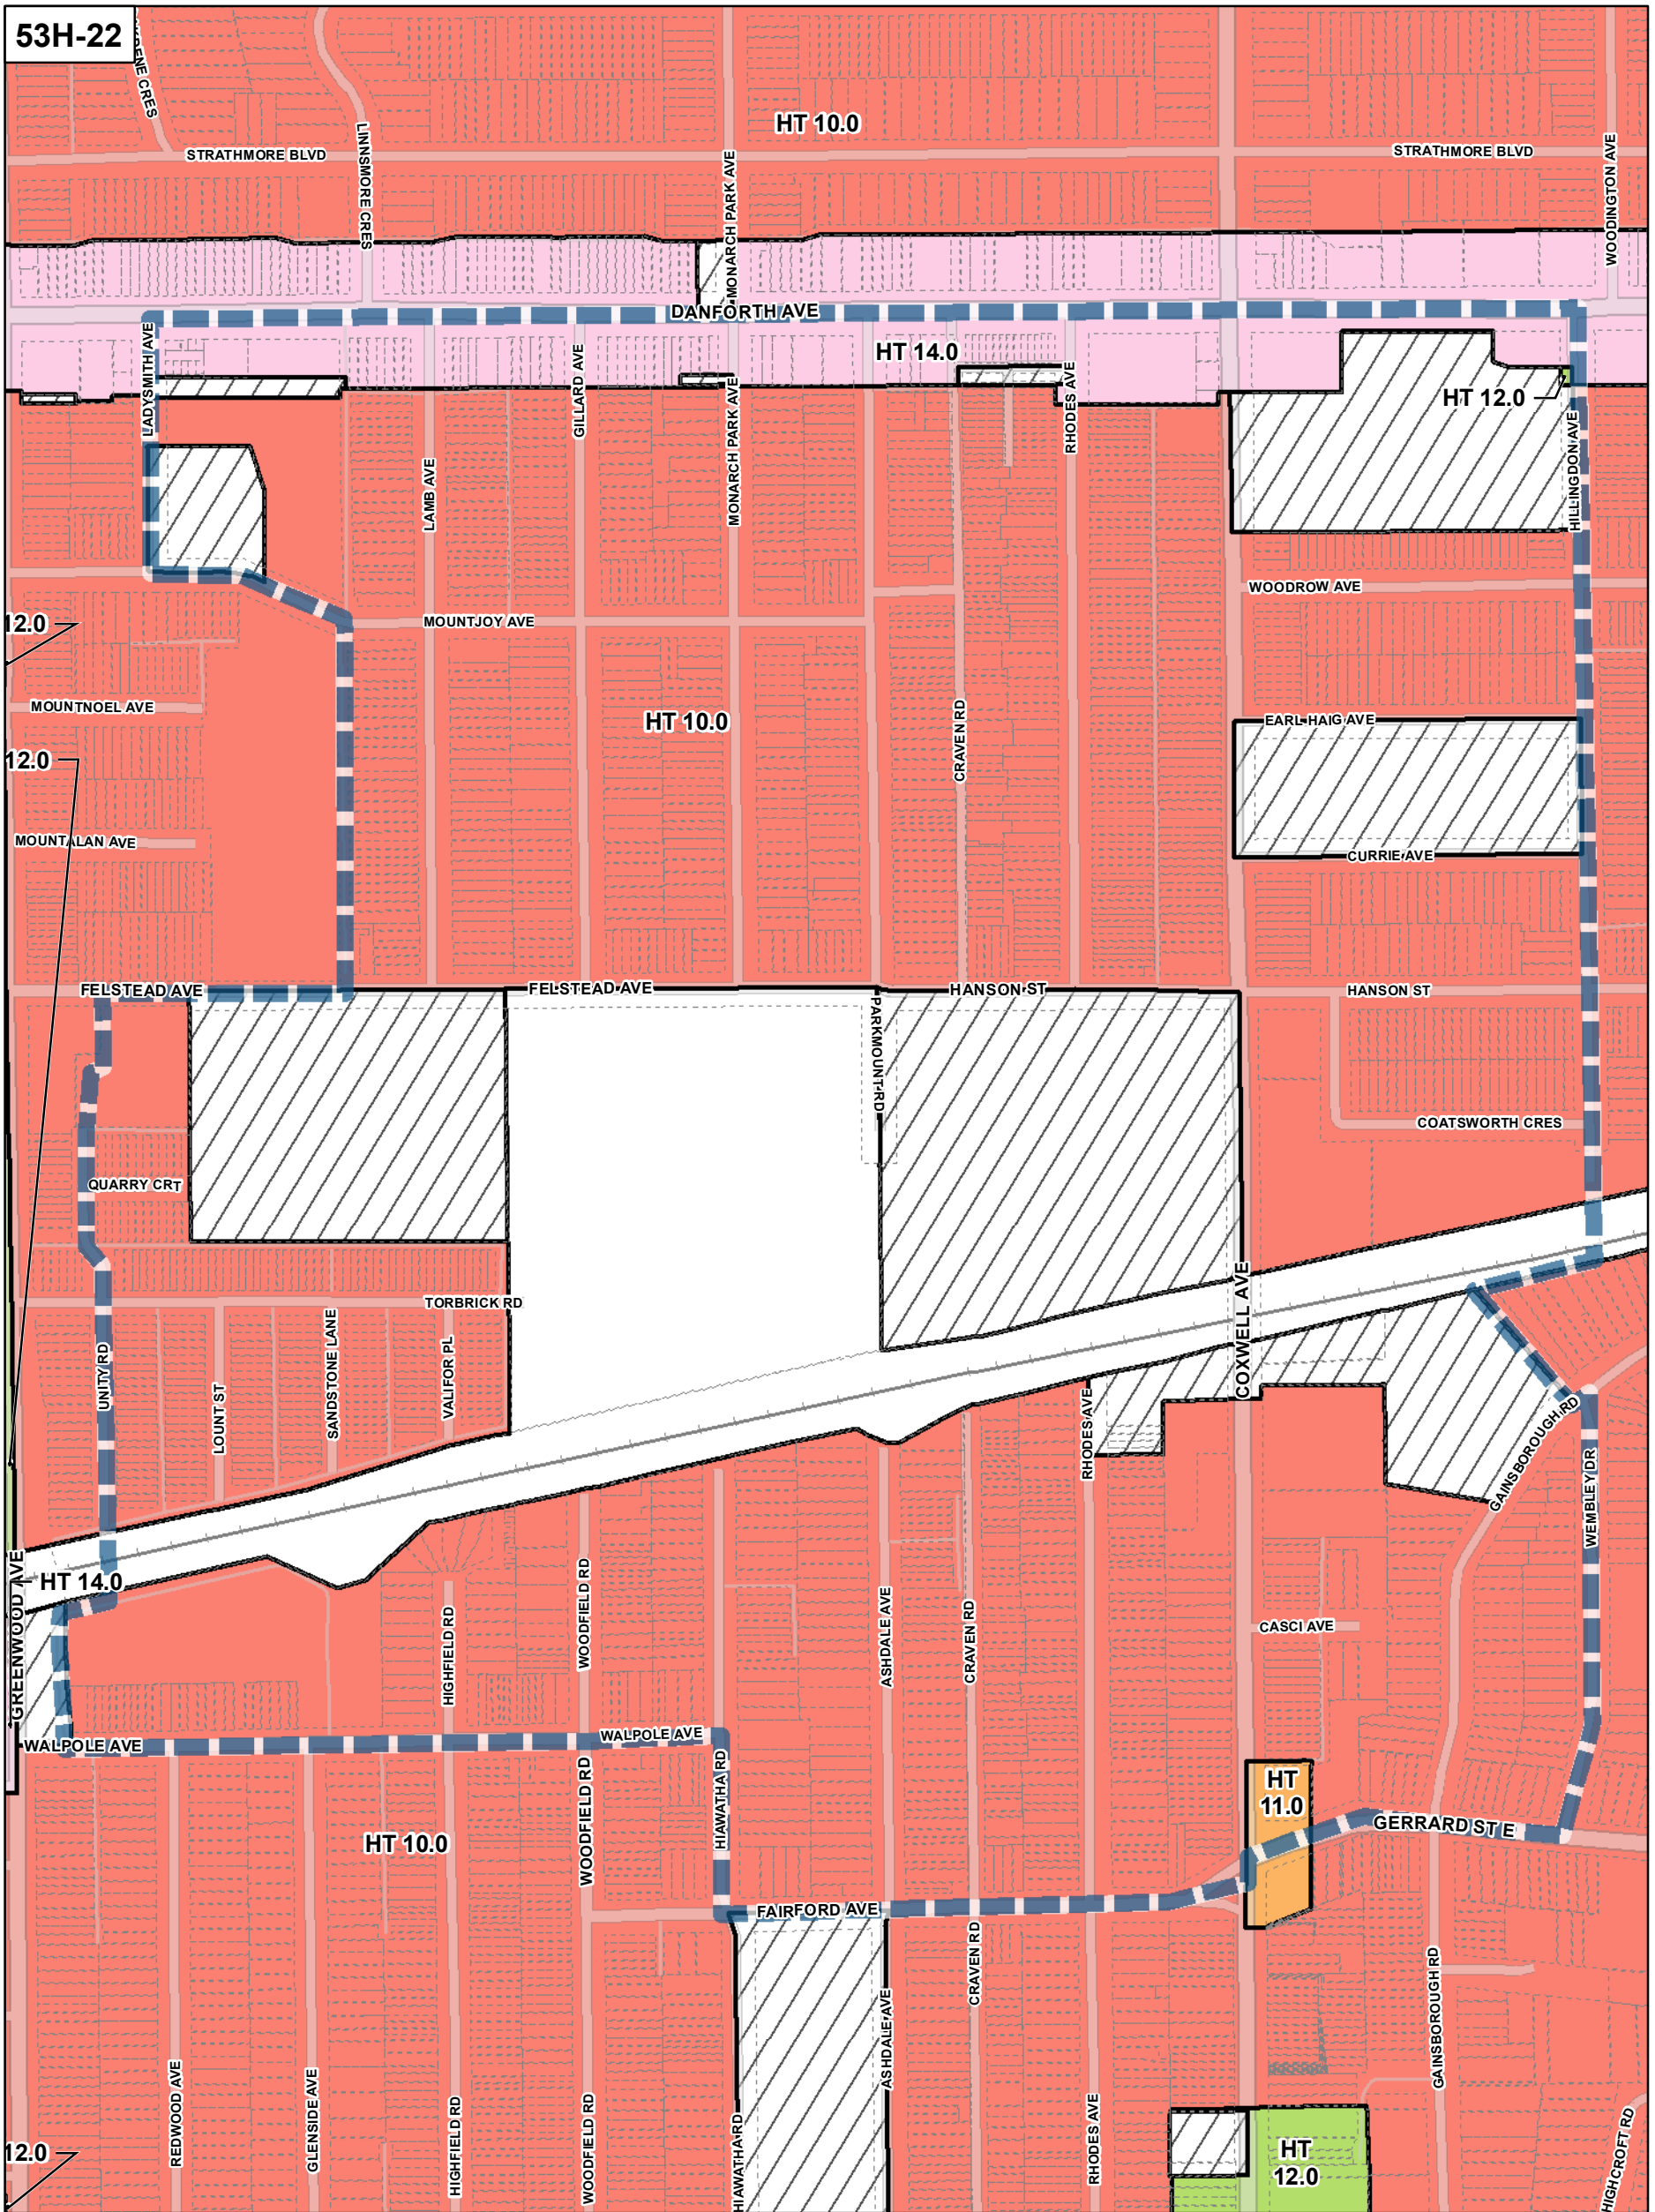 53H-22
RENE CRES
LINNSMORE CRES
HT 10.0
STRATHMORE BLVD
STRATHMORE BLVD
MONARCH PARK AVE
WOODINGTON AVE
DANFORTH AVE
LADYSMITH AVE
GILLARD AVE
HT 14.0
MONARCH PARK AVE
RHODES AVE
HT 12.0
HILLINGDON AVE
LAMB AVE
WOODROW AVE
12.0
MOUNTJOY AVE
MOUNTNOEL AVE
HT 10.0
CRAVEN RD
EARL HAIG AVE
12.0
MOUNTALAN AVE
CURRIE AVE
FELSTEAD AVE
FELSTEAD AVE
HANSON ST
HANSON ST
PARKMOUNT RD
COATSWORTH CRES
QUARRY CRT
TORBRICK RD
UNITY RD
LOUNT ST
SANDSTONE LANE
VALIFOR PL
COXWELL AVE
RHODES AVE
GAINSBOROUGH RD
WEMBLEY DR
GREENWOOD AVE
HT 14.0
HIGHFIELD RD
WOODFIELD RD
ASHDALE AVE
CRAVEN RD
CASCI AVE
WALPOLE AVE
WALPOLE AVE
WOODFIELD RD
HIAWATHA RD
HT
11.0
HT 10.0
GERRARD ST E
FAIRFORD AVE
CRAVEN RD
GAINSBOROUGH RD
REDWOOD AVE
GLENSIDE AVE
HIGHFIELD RD
WOODFIELD RD
HIAWATHA RD
ASHDALE AVE
RHODES AVE
12.0
HT
12.0
HIGHCROFT RD